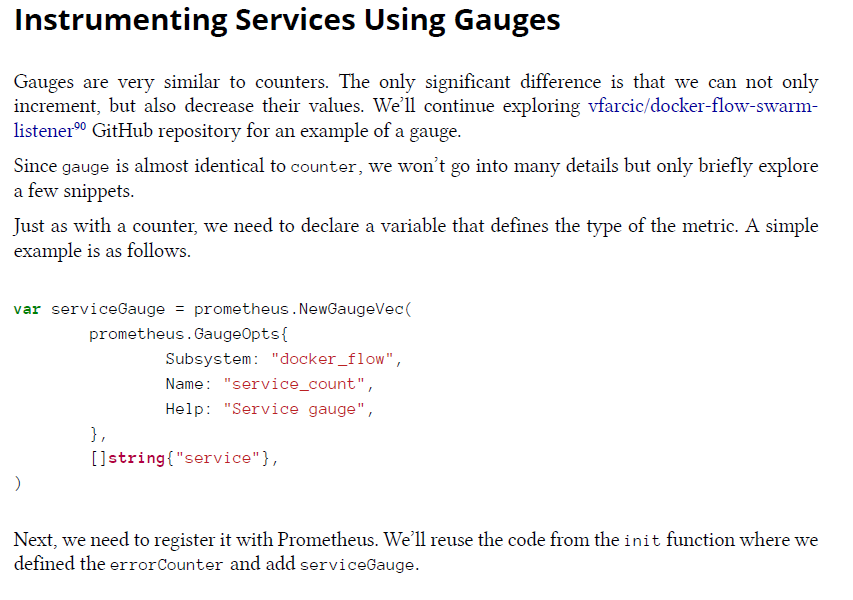 Instrumenting Services Using Gauges
Gauges are very similar to counters. The only significant difference is that we can not only
increment, but also decrease their values. We’ll continue exploring vfarcic/docker-flow-swarm-
listener⁹⁰ GitHub repository for an example of a gauge.
Since gauge is almost identical to counter, we won’t go into many details but only briefly explore
a few snippets.
Just as with a counter, we need to declare a variable that defines the type of the metric. A simple
example is as follows.
var serviceGauge = prometheus.NewGaugeVec(
        prometheus.GaugeOpts{
                Subsystem: "docker_flow",
                Name: "service_count",
                Help: "Service gauge",
        },
        []string{"service"},
)
Next, we need to register it with Prometheus. We’ll reuse the code from the init function where we
defined the errorCounter and add serviceGauge.